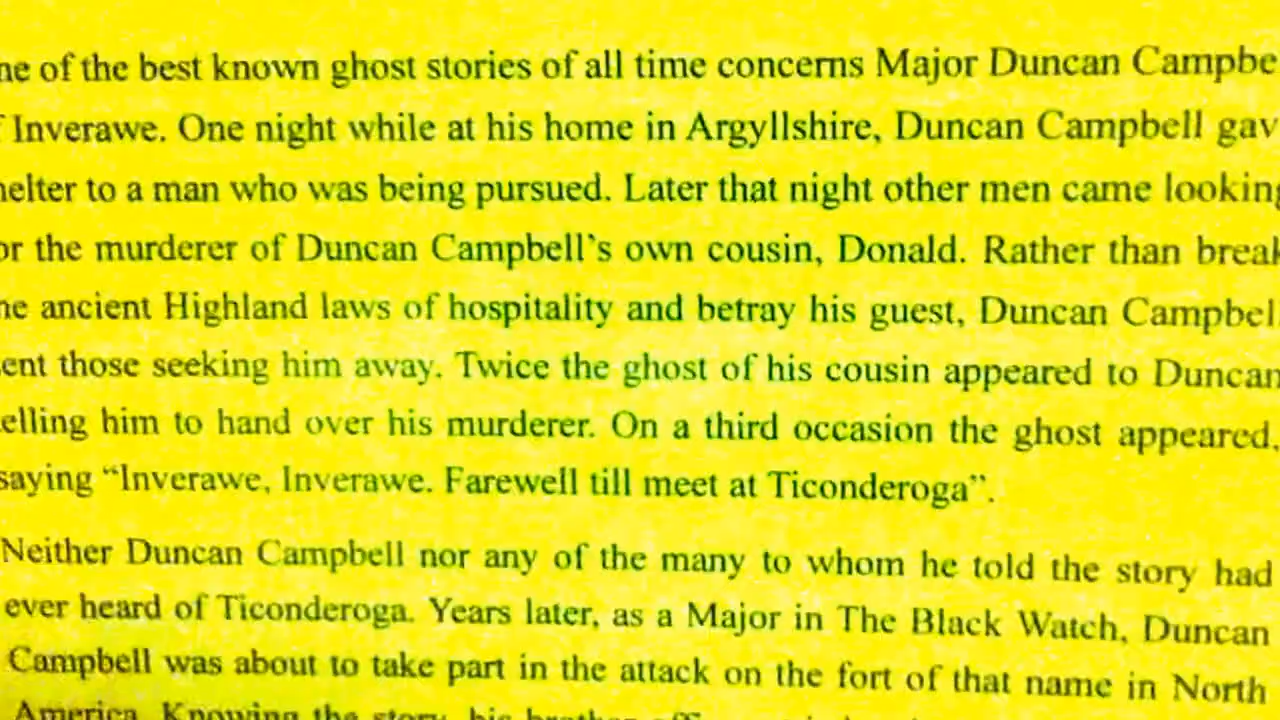 ne of the best known ghost stories of all time concerns Major Duncan Campbe
f Inverawe. One night while at his home in Argyllshire, Duncan Campbell gav
helter to a man who was being pursued. Later that night other men came looking
or the murderer of Duncan Campbell's own cousin, Donald. Rather than break
he ancient Highland laws of hospitality and betray his guest, Duncan Campbell
ent those seeking him away. Twice the ghost of his cousin appeared to Duncan
elling him to hand over his murderer. On a third occasion the ghost appeared,
saying “Inverawe, Inverawe. Farewell till meet at Ticonderoga”.
Neither Duncan Campbell nor any of the many to whom he told the story had
ever heard of Ticonderoga. Years later, as a Major in The Black Watch, Duncan
Campbell was about to take part in the attack on the fort of that name in North
America. Knowing the story, his brother